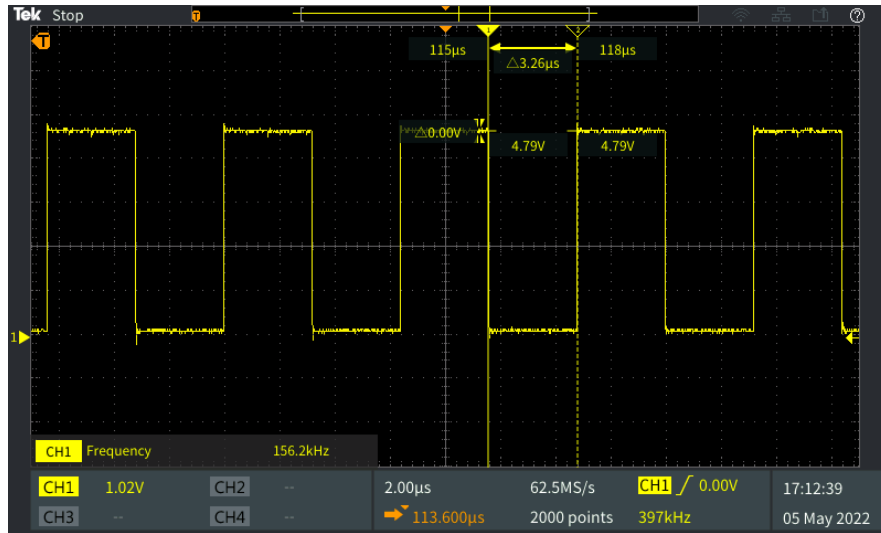 Tek Stop
T
T
1
115µs
118µs
△3.26µs
△0.00V
4.79V
4.79V
1
CH1 Frequency 156.2kHz
CH1 1.02V CH2 -- 2.00µs 62.5MS/s CH1 0.00V 17:12:39
CH3 -- CH4 -- 113.600µs 2000 points 397kHz 05 May 2022